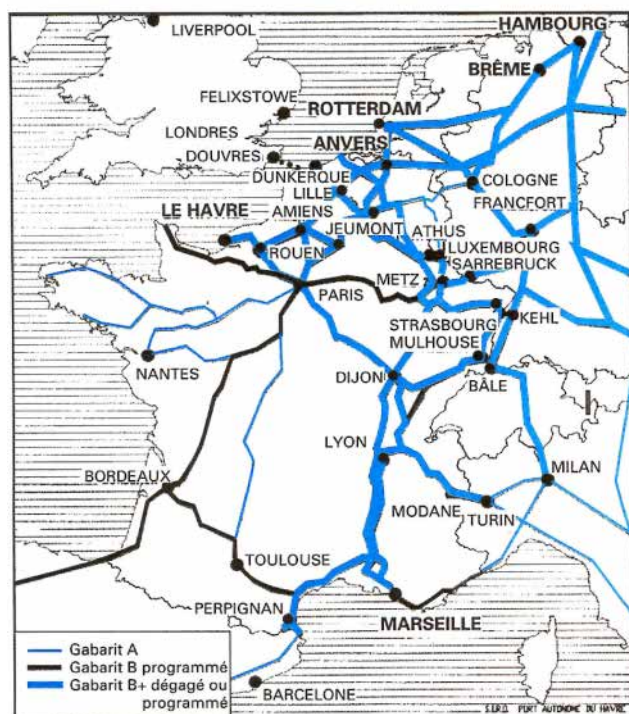 HAMBOURG
LIVERPOOL
BRÊME
FELIXSTOWE
ROTTERDAM
LONDRES
ANVERS
DOUVRES
DUNKERQUE
COLOGNE
LILLE
FRANCFORT
LE HAVRE
AMIENS
JEUMONT
ATHUS
LUXEMBOURG
ROUEN
SARREBRUCK
METZ
PARIS
KEHL
STRASBOURG
MULHOUSE
NANTES
DIJON
BÂLE
LYON
MILAN
BORDEAUX
MODANE
TURIN
TOULOUSE
PERPIGNAN
MARSEILLE
Gabarit A
Gabarit B programmé
Gabarit B+ dégagé ou
programmé
BARCELONE
PORT AUTONOME DU HAVRE